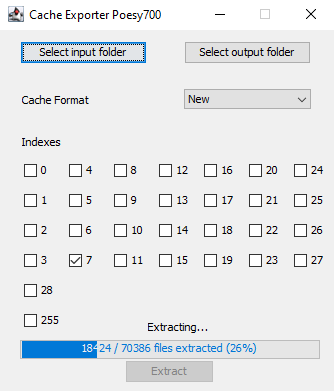 Cache Exporter Poesy700
Select input folder Select output folder
Cache Format New
Indexes
0 4 8 12 16 20 24
1 5 9 13 17 21 25
2 6 10 14 18 22 26
3 7 11 15 19 23 27
28
255
Extracting...
18424 / 70386 files extracted (26%)
Extract